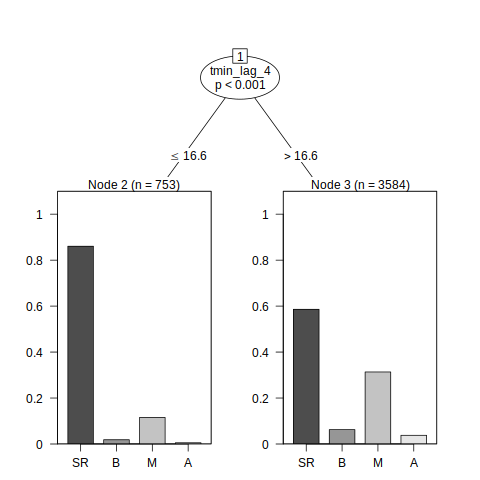 1
tmin_lag_4
p < 0.001
≤ 16.6
> 16.6
Node 2 (n = 753)
Node 3 (n = 3584)
1
0.8
0.6
0.4
0.2
0
SR B M A
1
0.8
0.6
0.4
0.2
0
SR B M A